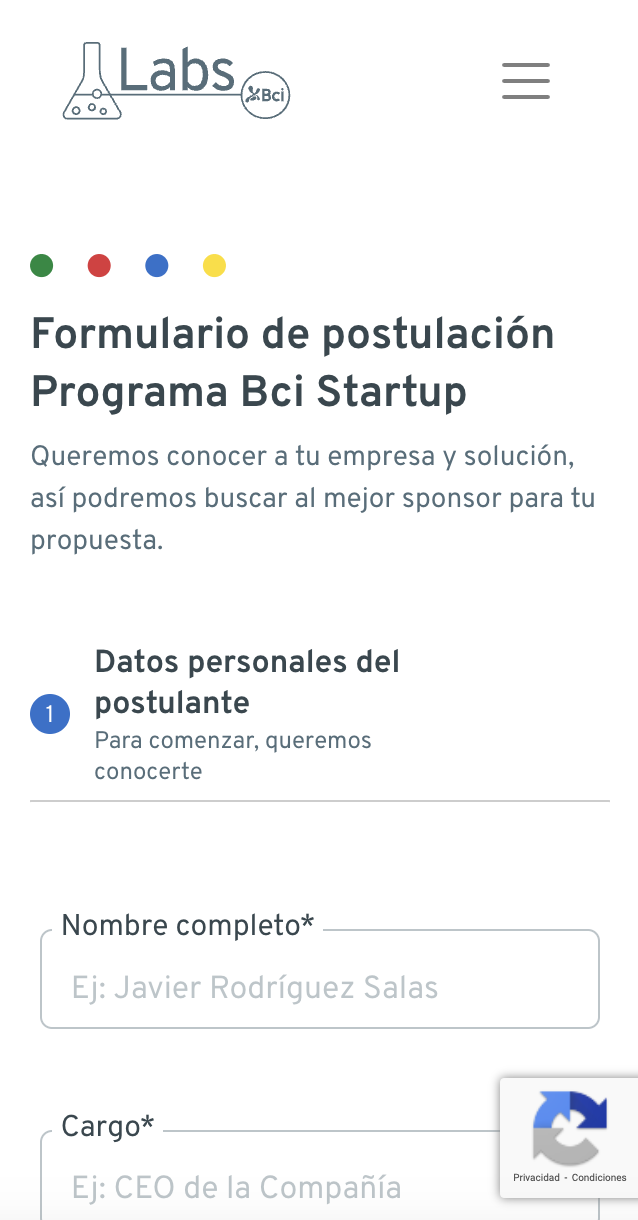 Labs
Bci
Formulario de postulación
Programa Bci Startup
Queremos conocer a tu empresa y solución,
así podremos buscar al mejor sponsor para tu
propuesta.
1
Datos personales del
postulante
Para comenzar, queremos
conocerte
Nombre completo*
Ej: Javier Rodríguez Salas
Cargo*
Ej: CEO de la Compañía
Privacidad - Condiciones